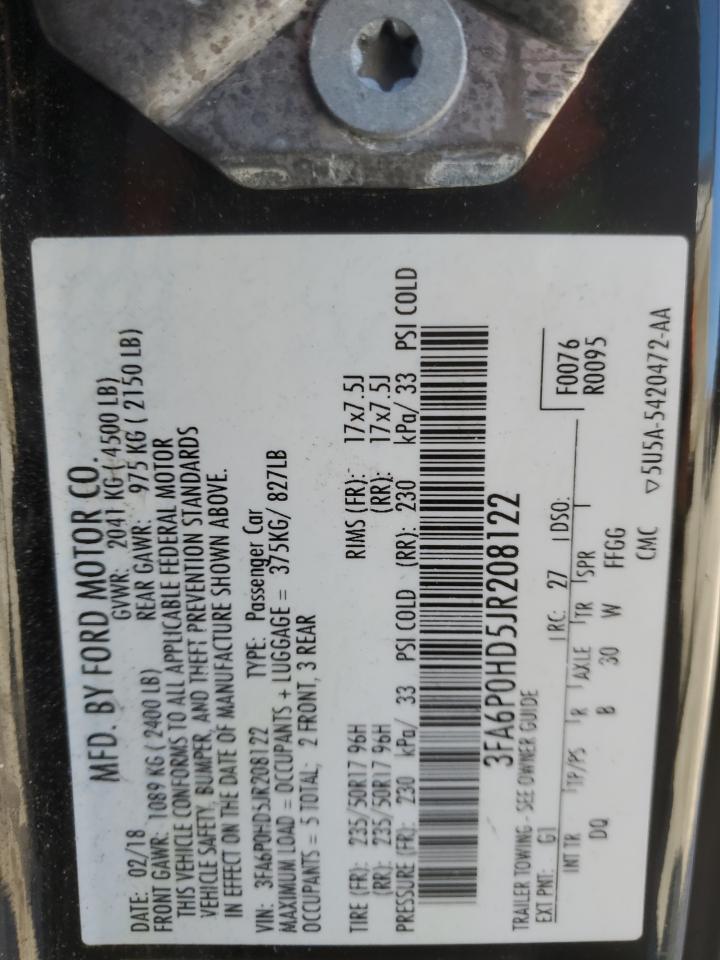 MFD. BY FORD MOTOR CO.
DATE: 02/18 GVWR: 2041 KG ( 4500 LB)
FRONT GAWR: 1089 KG ( 2400 LB) REAR GAWR: 975 KG ( 2150 LB)
THIS VEHICLE CONFORMS TO ALL APPLICABLE FEDERAL MOTOR
VEHICLE SAFETY, BUMPER, AND THEFT PREVENTION STANDARDS
IN EFFECT ON THE DATE OF MANUFACTURE SHOWN ABOVE.
VIN: 3FA6P0HD5JR208122 TYPE: Passenger Car
MAXIMUM LOAD = OCCUPANTS + LUGGAGE = 375KG/ 827LB
OCCUPANTS = 5 TOTAL; 2 FRONT, 3 REAR
TIRE (FR): 235/50R17 96H RIMS (FR): 17x7.5J
(RR): 235/50R17 96H (RR): 17x7.5J
PRESSURE (FR): 230 kPa/ 33 PSI COLD (RR): 230 kPa/ 33 PSI COLD
3FA6P0HD5JR208122
TRAILER TOWING - SEE OWNER GUIDE F0076
R0095
EXT PNT: G1 RC: 27 DSO:
INT TR TP/PS R AXLE TR SPR
DQ B 30 W FFGG
CMC ▽5U5A-5420472-AA